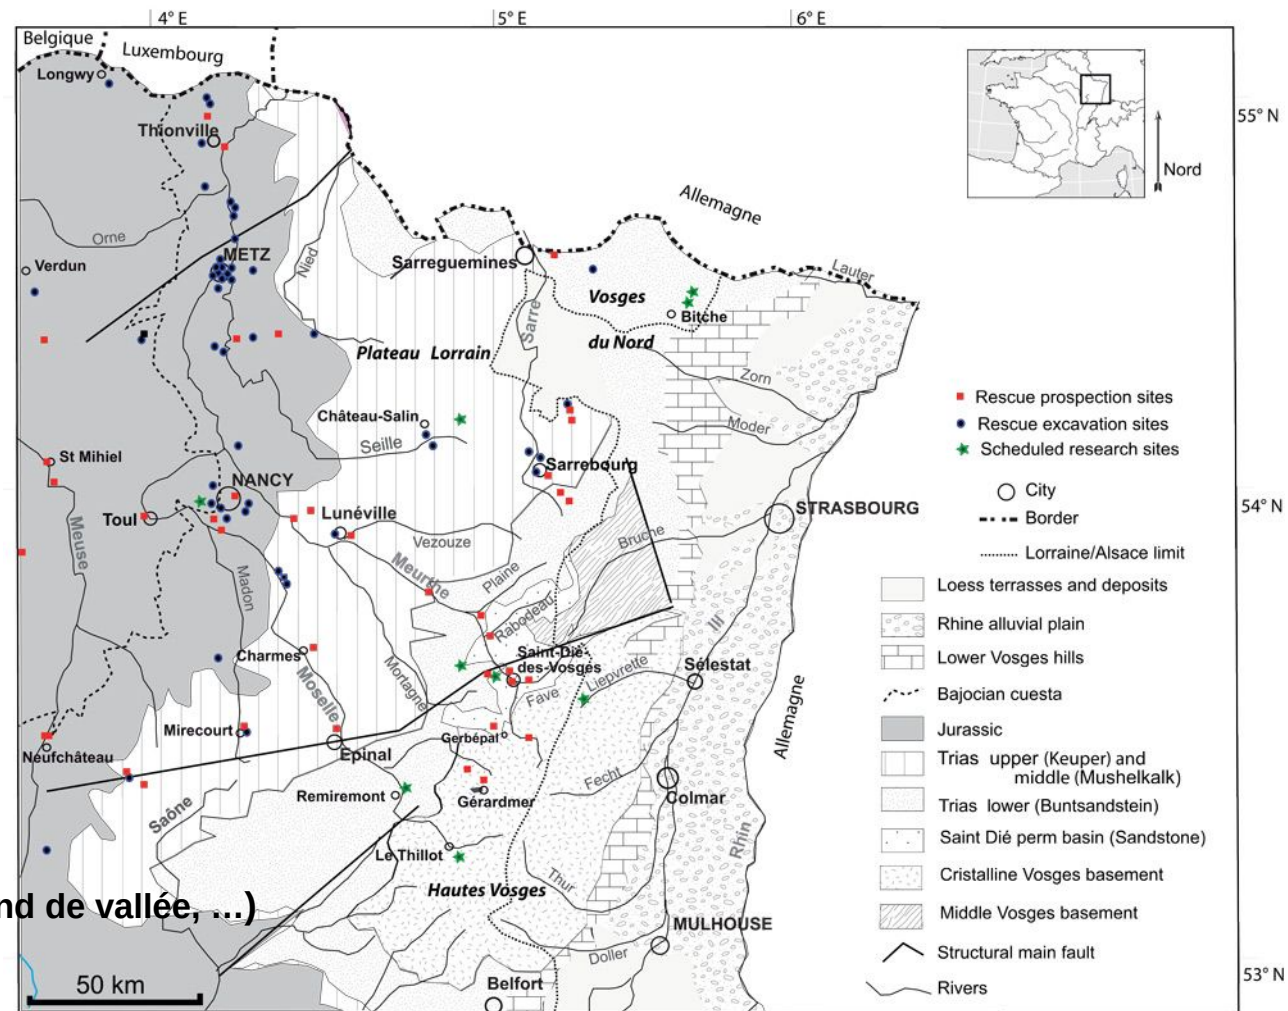 4° E
5° E
6° E
Belgique
Luxembourg
Longwy
Thionville
55° N
Nord
Allemagne
Orne
METZ
Verdun
Nied
Sarreguemines
Lauter
Vosges
Bitche
du Nord
Sarre
Plateau Lorrain
Zorn
Château-Salin
Moder
Seille
St Mihiel
Sarrebourg
NANCY
STRASBOURG
Toul
Lunéville
54° N
Meuse
Vezouze
Bruche
Madon
Meurthe
Plaine
Rabodeau
Ill
Charmes
Saint-Dié-
des-Vosges
Liepvrette
Sélestat
Moselle
Mortagne
Fave
Allemagne
Mirecourt
Gerbépal
Neufchâteau
Epinal
Fecht
Colmar
Remiremont
Gérardmer
Saône
Rhin
Le Thillot
Hautes Vosges
Thur
nd de vallée, …)
MULHOUSE
Doller
Belfort
50 km
53° N
Rescue prospection sites
Rescue excavation sites
Scheduled research sites
City
Border
Lorraine/Alsace limit
Loess terrasses and deposits
Rhine alluvial plain
Lower Vosges hills
Bajocian cuesta
Jurassic
Trias upper (Keuper) and
middle (Mushelkalk)
Trias lower (Buntsandstein)
Saint Dié perm basin (Sandstone)
Cristalline Vosges basement
Middle Vosges basement
Structural main fault
Rivers